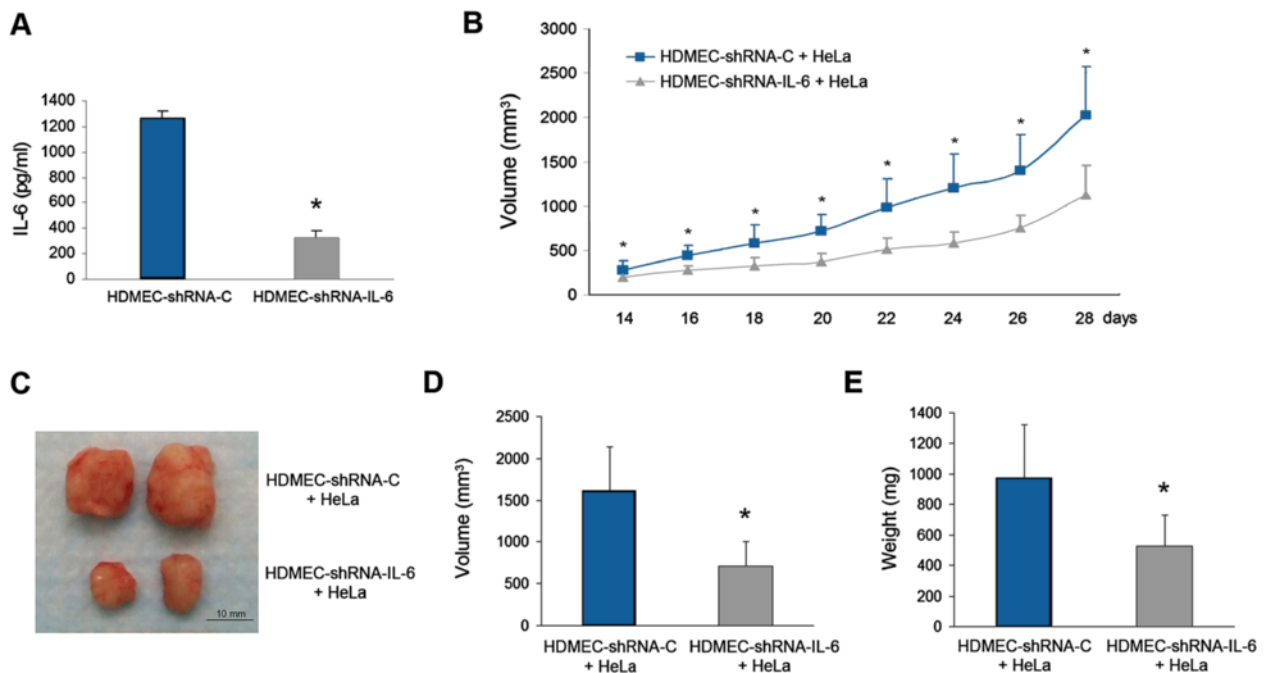 A
IL-6 (pg/ml)
1400
1200
1000
800
600
400
200
0
*
HDMEC-shRNA-C
HDMEC-shRNA-IL-6
B
Volume (mm³)
3000
2500
2000
1500
1000
500
0
HDMEC-shRNA-C + HeLa
HDMEC-shRNA-IL-6 + HeLa
* * * * * * * *
14 16 18 20 22 24 26 28 days
C
HDMEC-shRNA-C
+ HeLa
HDMEC-shRNA-IL-6
+ HeLa
10 mm
D
Volume (mm³)
2500
2000
1500
1000
500
0
*
HDMEC-shRNA-C
+ HeLa
HDMEC-shRNA-IL-6
+ HeLa
E
Weight (mg)
1400
1200
1000
800
600
400
200
0
*
HDMEC-shRNA-C
+ HeLa
HDMEC-shRNA-IL-6
+ HeLa